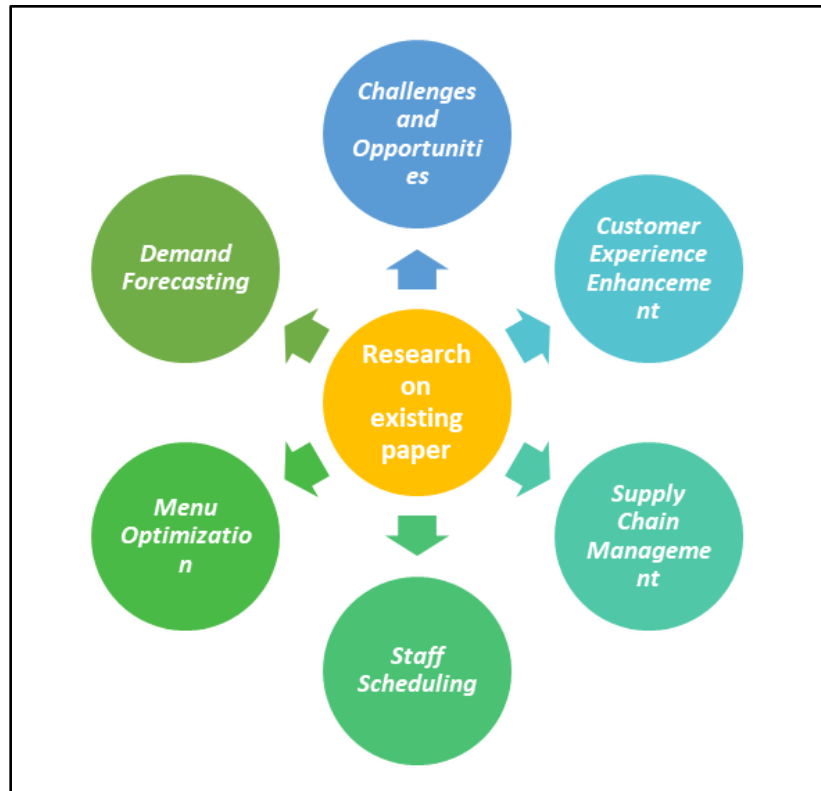 Challenges
and
Opportuniti
es
Demand
Forecasting
Customer
Experience
Enhanceme
nt
Research
on
existing
paper
Menu
Optimizatio
n
Supply
Chain
Manageme
nt
Staff
Scheduling